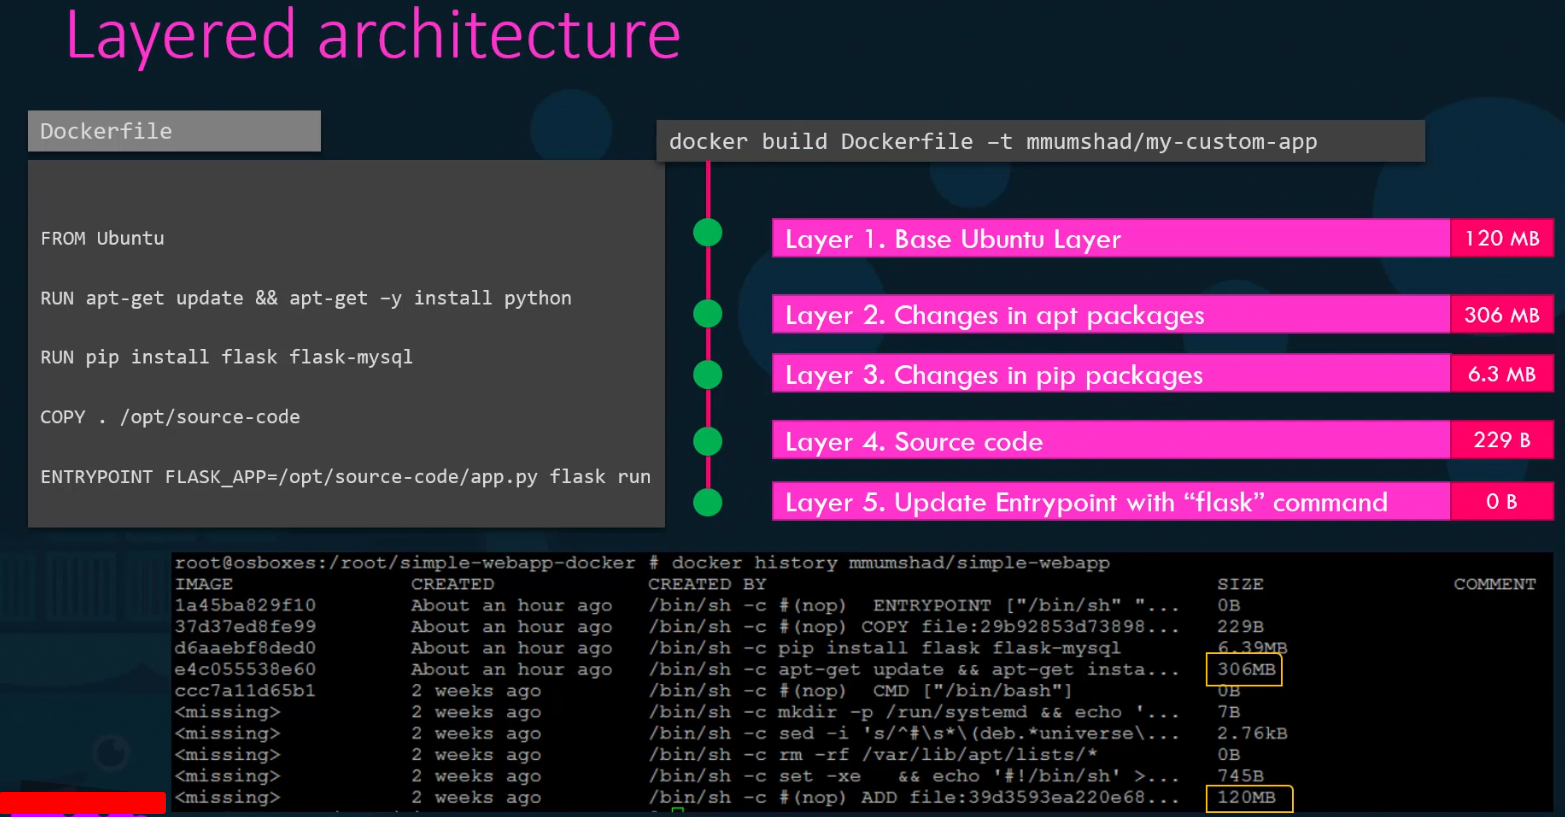 Layered architecture
Dockerfile
FROM Ubuntu
RUN apt-get update && apt-get –y install python
RUN pip install flask flask-mysql
COPY . /opt/source-code
ENTRYPOINT FLASK_APP=/opt/source-code/app.py flask run
docker build Dockerfile –t mmumshad/my-custom-app
Layer 1. Base Ubuntu Layer 120 MB
Layer 2. Changes in apt packages 306 MB
Layer 3. Changes in pip packages 6.3 MB
Layer 4. Source code 229 B
Layer 5. Update Entrypoint with “flask” command 0 B
root@osboxes:/root/simple-webapp-docker # docker history mmumshad/simple-webapp
IMAGE CREATED CREATED BY SIZE COMMENT
1a45ba829f10 About an hour ago /bin/sh -c #(nop) ENTRYPOINT ["/bin/sh" "... 0B
37d37ed8fe99 About an hour ago /bin/sh -c #(nop) COPY file:29b92853d73898... 229B
d6aaebf8ded0 About an hour ago /bin/sh -c pip install flask flask-mysql 6.39MB
e4c055538e60 About an hour ago /bin/sh -c apt-get update && apt-get insta... 306MB
ccc7a11d65b1 2 weeks ago /bin/sh -c #(nop) CMD ["/bin/bash"] 0B
<missing> 2 weeks ago /bin/sh -c mkdir -p /run/systemd && echo '... 7B
<missing> 2 weeks ago /bin/sh -c sed -i 's/^#\s*\(deb.*universe\... 2.76kB
<missing> 2 weeks ago /bin/sh -c rm -rf /var/lib/apt/lists/* 0B
<missing> 2 weeks ago /bin/sh -c set -xe && echo '#!/bin/sh' >... 745B
<missing> 2 weeks ago /bin/sh -c #(nop) ADD file:39d3593ea220e68... 120MB